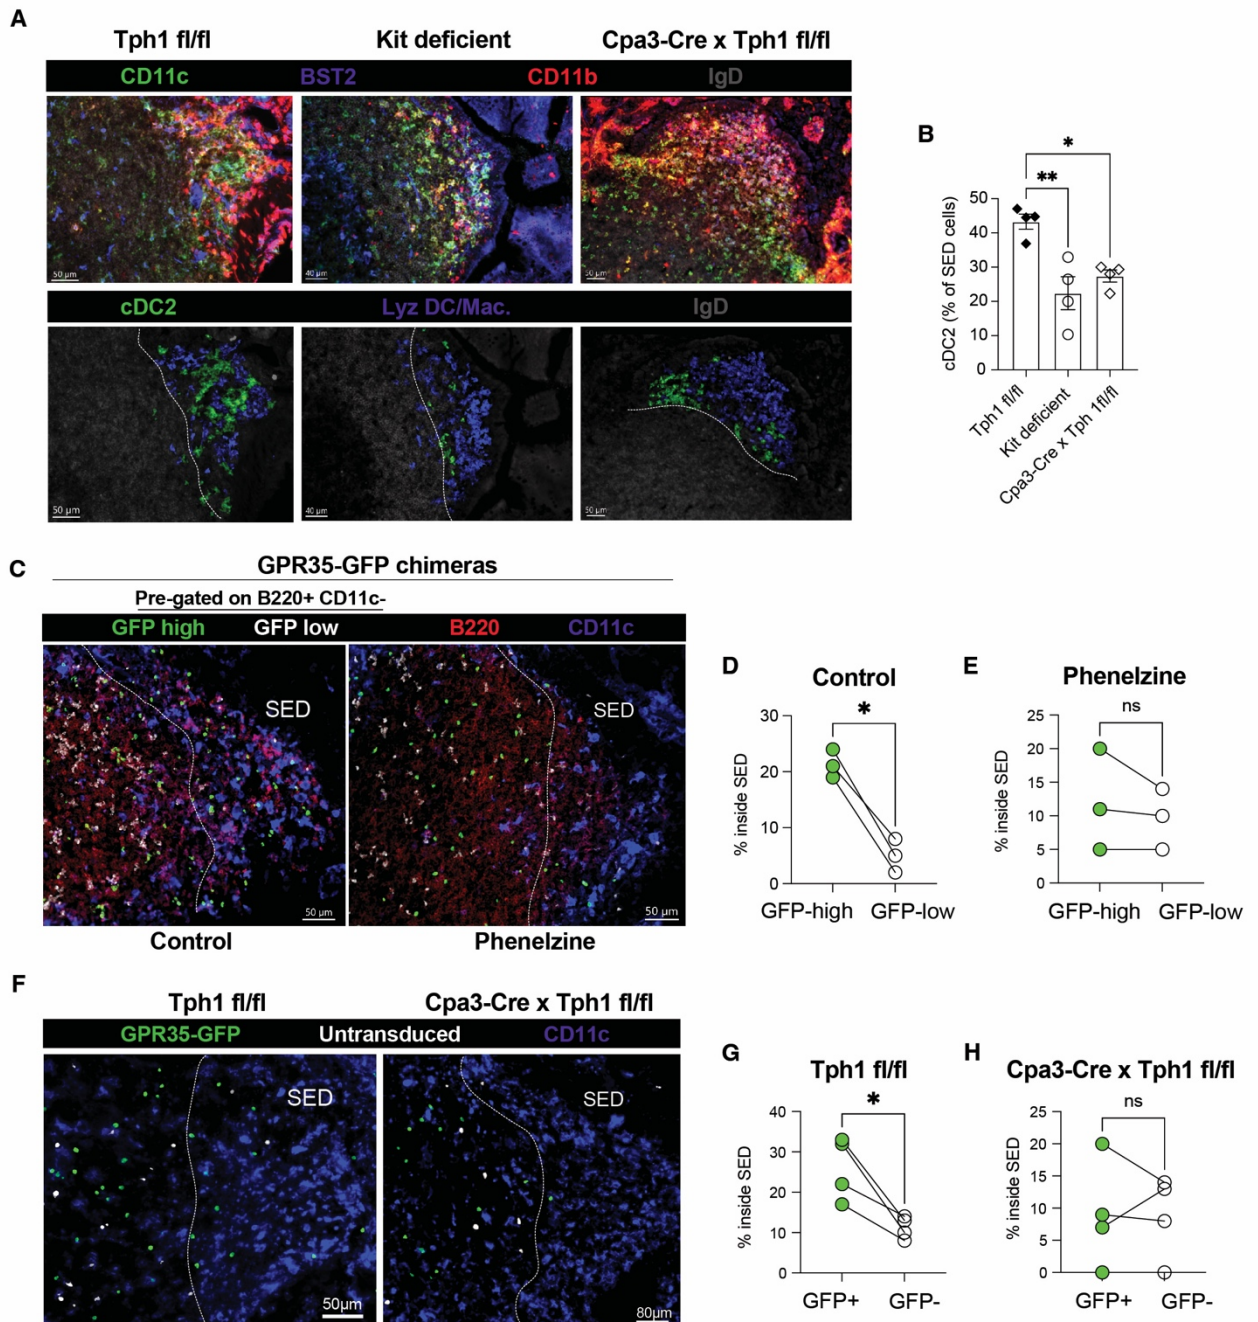 A
Tph1 fl/fl Kit deficient Cpa3-Cre x Tph1 fl/fl
CD11c BST2 CD11b IgD
50 µm 40 µm 50 µm
cDC2 Lyz DC/Mac. IgD
50 µm 40 µm 50 µm
B
* 
**
cDC2 (% of SED cells)
50
40
30
20
10
0
Tph1 fl/fl
Kit deficient
Cpa3-Cre x Tph 1fl/fl
C
GPR35-GFP chimeras
Pre-gated on B220+ CD11c-
GFP high GFP low B220 CD11c
SED SED
50 µm 50 µm
Control Phenelzine
D
Control
*
% inside SED
30
20
10
0
GFP-high GFP-low
E
Phenelzine
ns
% inside SED
25
20
15
10
5
0
GFP-high GFP-low
F
Tph1 fl/fl Cpa3-Cre x Tph1 fl/fl
GPR35-GFP Untransduced CD11c
SED SED
50µm 80µm
G
Tph1 fl/fl
*
% inside SED
40
30
20
10
0
GFP+ GFP-
H
Cpa3-Cre x Tph1 fl/fl
ns
% inside SED
25
20
15
10
5
0
GFP+ GFP-